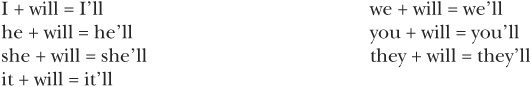 I + will = I’ll
he + will = he’ll
she + will = she’ll
it + will = it’ll
we + will = we’ll
you + will = you’ll
they + will = they’ll